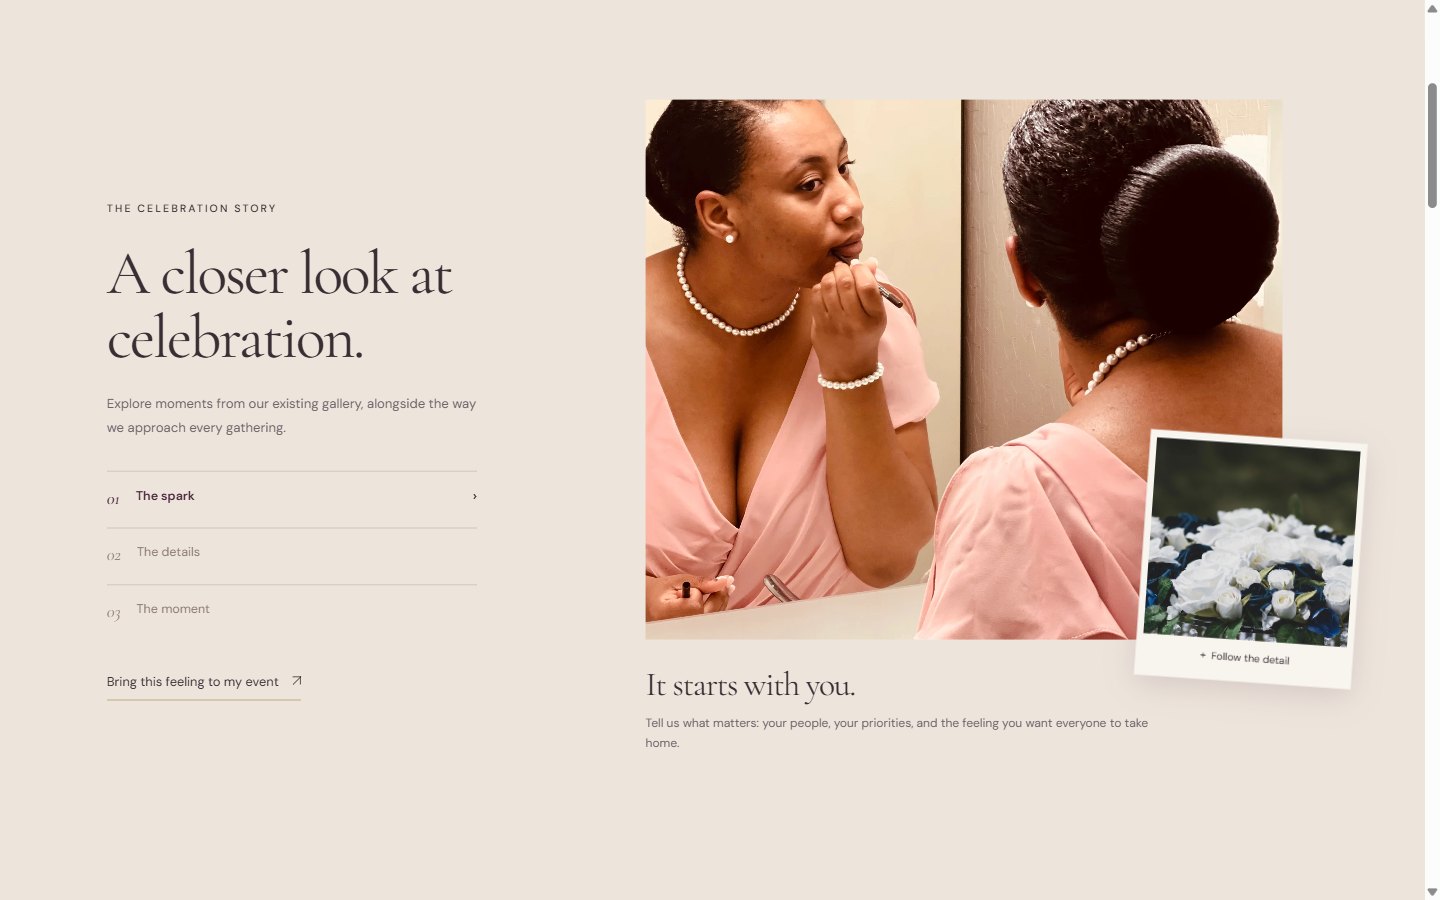 THE CELEBRATION STORY
A closer look at
celebration.
Explore moments from our existing gallery, alongside the way
we approach every gathering.
01 The spark ›
02 The details
03 The moment
Bring this feeling to my event
+ Follow the detail
It starts with you.
Tell us what matters: your people, your priorities, and the feeling you want everyone to take
home.